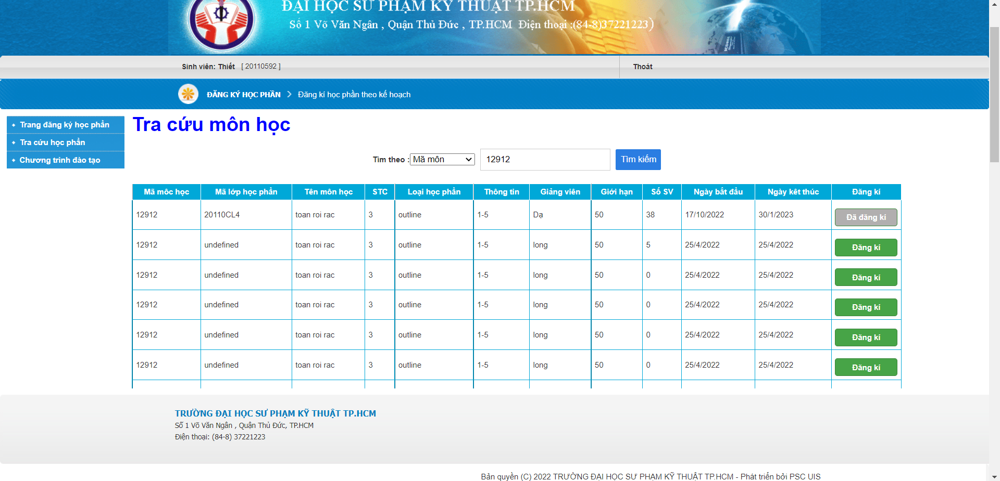 ĐẠI HỌC SƯ PHẠM KỸ THUẬT TP.HCM
Số 1 Võ Văn Ngân , Quận Thủ Đức , TP.HCM Điện thoại :(84-8)37221223)
Sinh viên: Thiết [ 20110592 ] Thoát
ĐĂNG KÝ HỌC PHẦN Đăng kí học phần theo kế hoạch
Trang đăng ký học phần
Tra cứu học phần
Chương trình đào tạo
Tra cứu môn học
Tìm theo : Mã môn 12912 Tìm kiếm
Mã môc học Mã lớp học phần Tên môn học STC Loại học phần Thông tin Giảng viên Giới hạn Số SV Ngày bắt đầu Ngày kêt thúc Đăng kí
12912 20110CL4 toan roi rac 3 outline 1-5 Dạ 50 38 17/10/2022 30/1/2023 Đã đăng kí
12912 undefined toan roi rac 3 outline 1-5 long 50 5 25/4/2022 25/4/2022 Đăng kí
12912 undefined toan roi rac 3 outline 1-5 long 50 0 25/4/2022 25/4/2022 Đăng kí
12912 undefined toan roi rac 3 outline 1-5 long 50 0 25/4/2022 25/4/2022 Đăng kí
12912 undefined toan roi rac 3 outline 1-5 long 50 0 25/4/2022 25/4/2022 Đăng kí
12912 undefined toan roi rac 3 outline 1-5 long 50 0 25/4/2022 25/4/2022 Đăng kí
TRƯỜNG ĐẠI HỌC SƯ PHẠM KỸ THUẬT TP.HCM
Số 1 Võ Văn Ngân , Quận Thủ Đức, TP.HCM
Điện thoại: (84-8) 37221223
Bản quyền (C) 2022 TRƯỜNG ĐẠI HỌC SƯ PHẠM KỸ THUẬT TP.HCM - Phát triển bởi PSC UIS